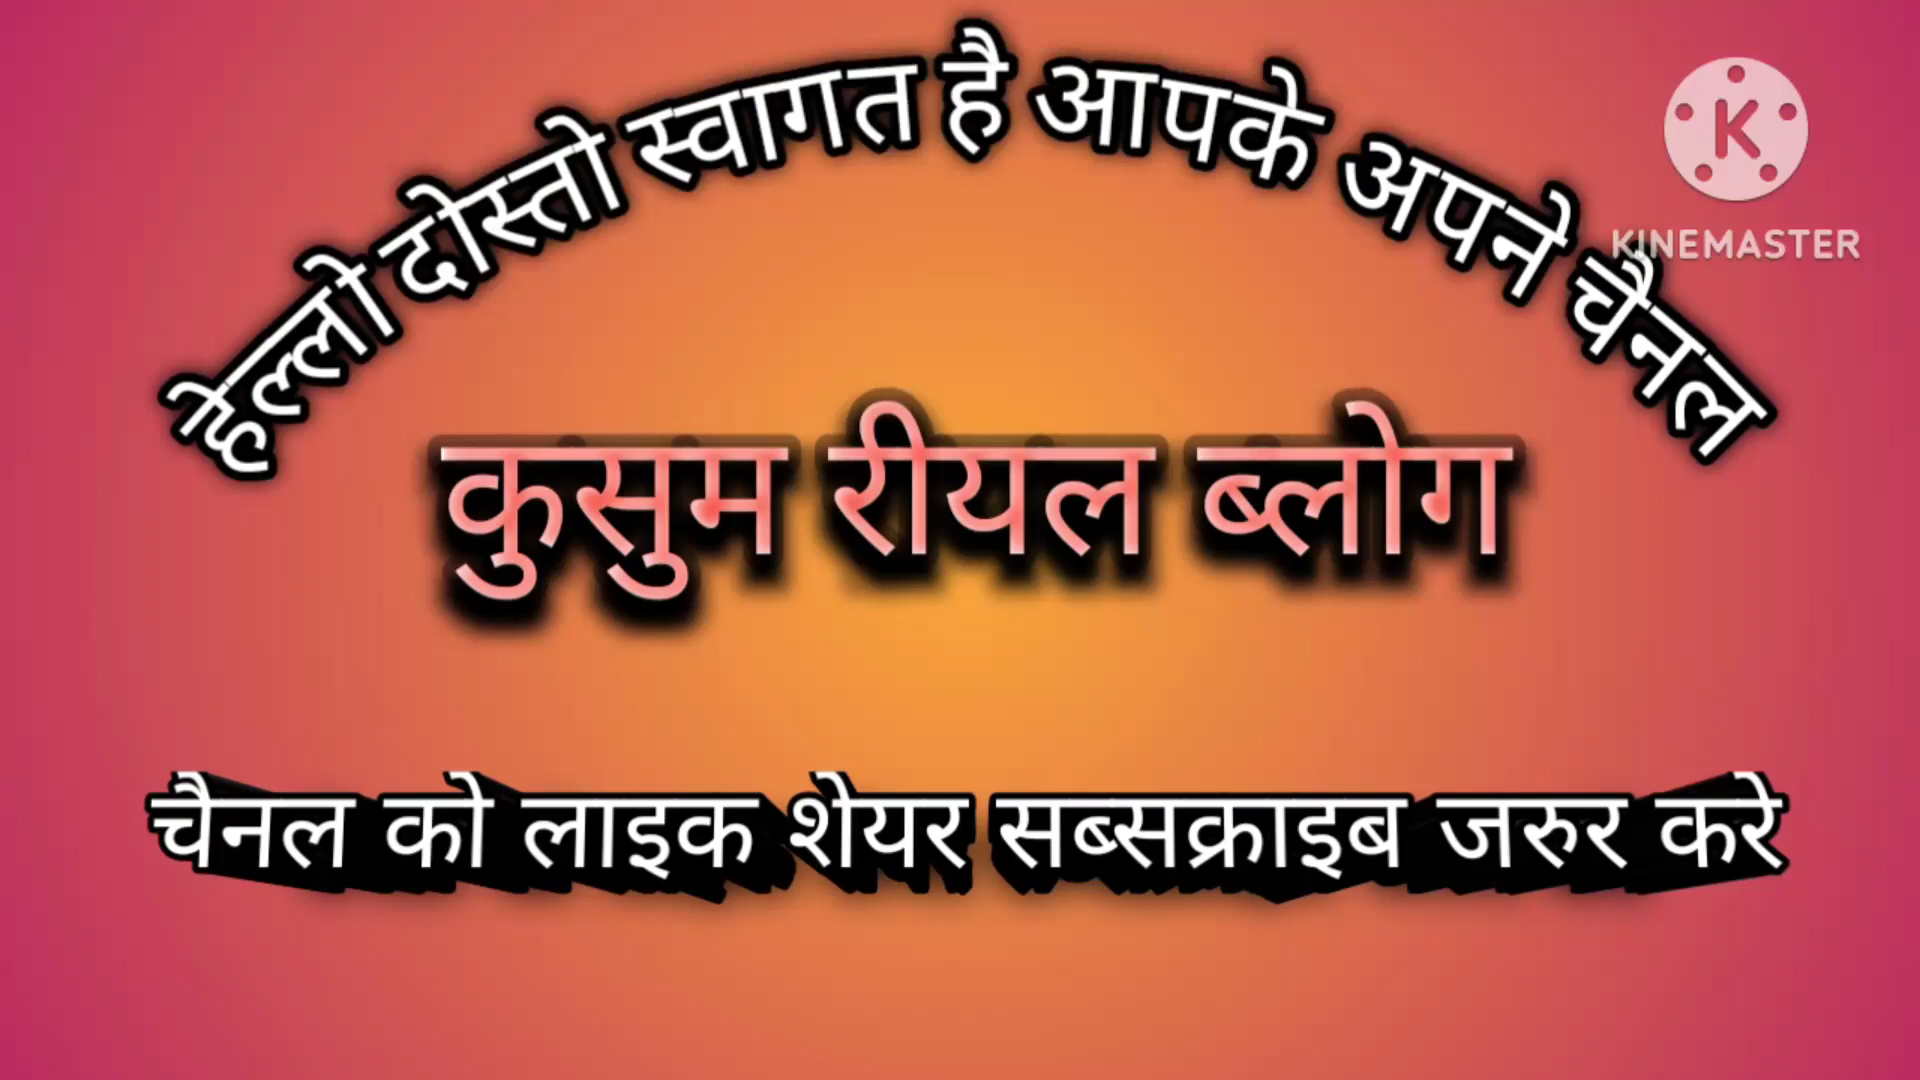 हेल्लो दोस्तो स्वागत है आपके अपने चैनल
K
KINEMASTER
कुसुम रीयल ब्लोग
चैनल को लाइक शेयर सब्सक्राइब जरुर करे